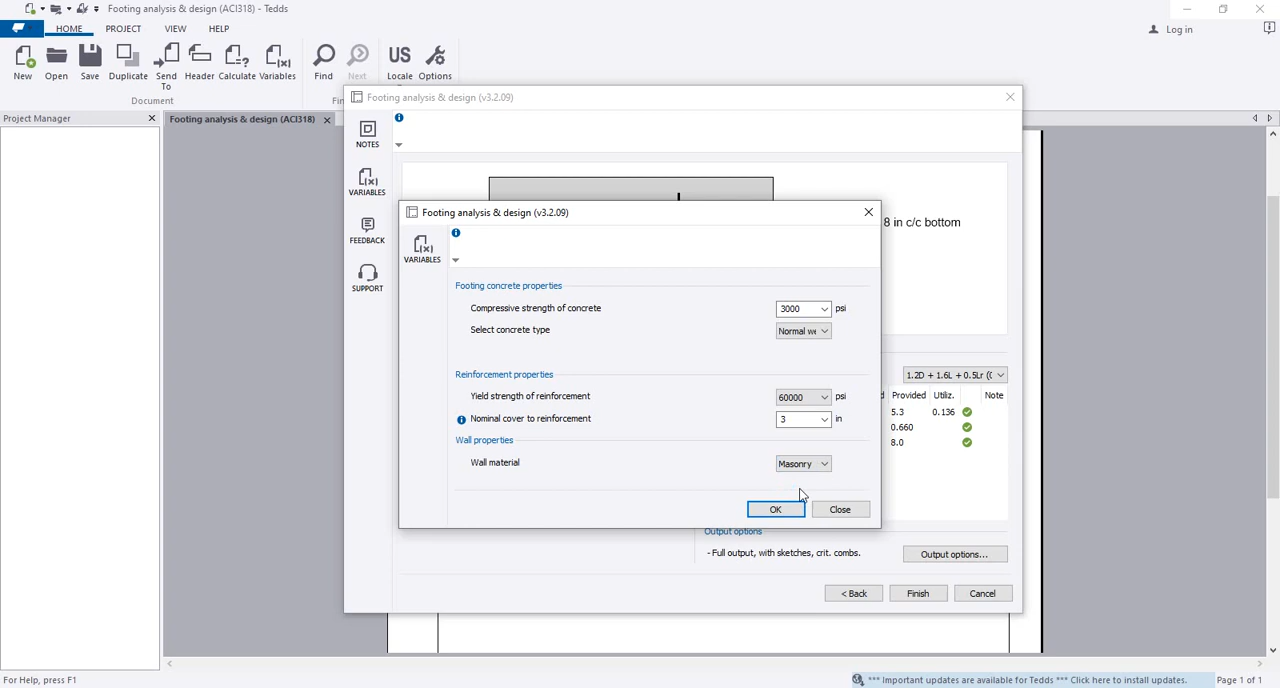 Footing analysis & design (ACI318) - Tedds
HOME PROJECT VIEW HELP
Log in
New Open Save Duplicate Send To Header Calculate Variables Find Next US Locale Options
Document
Project Manager
Footing analysis & design (ACI318)
Footing analysis & design (v3.2.09)
NOTES
VARIABLES
FEEDBACK
SUPPORT
8 in c/c bottom
Footing analysis & design (v3.2.09)
VARIABLES
Footing concrete properties
Compressive strength of concrete 3000 psi
Select concrete type Normal we
Reinforcement properties
Yield strength of reinforcement 60000 psi
Nominal cover to reinforcement 3 in
Wall properties
Wall material Masonry
OK Close
1.2D + 1.6L + 0.5Lr (
Provided Utiliz. Note
5.3 0.136
0.660
8.0
Output options
- Full output, with sketches, crit. combs.
Output options...
< Back Finish Cancel
For Help, press F1
*** Important updates are available for Tedds *** Click here to install updates.
Page 1 of 1